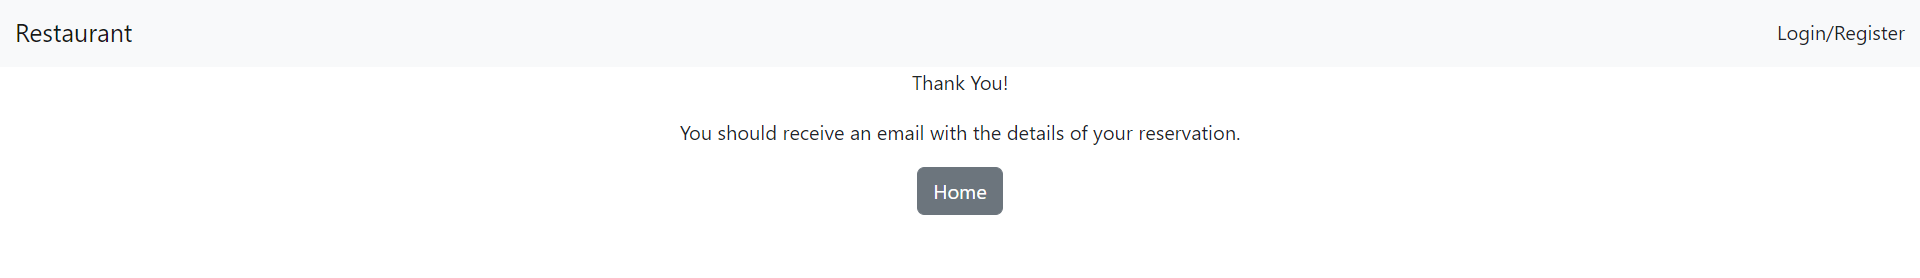 Restaurant
Login/Register
Thank You!
You should receive an email with the details of your reservation.
Home